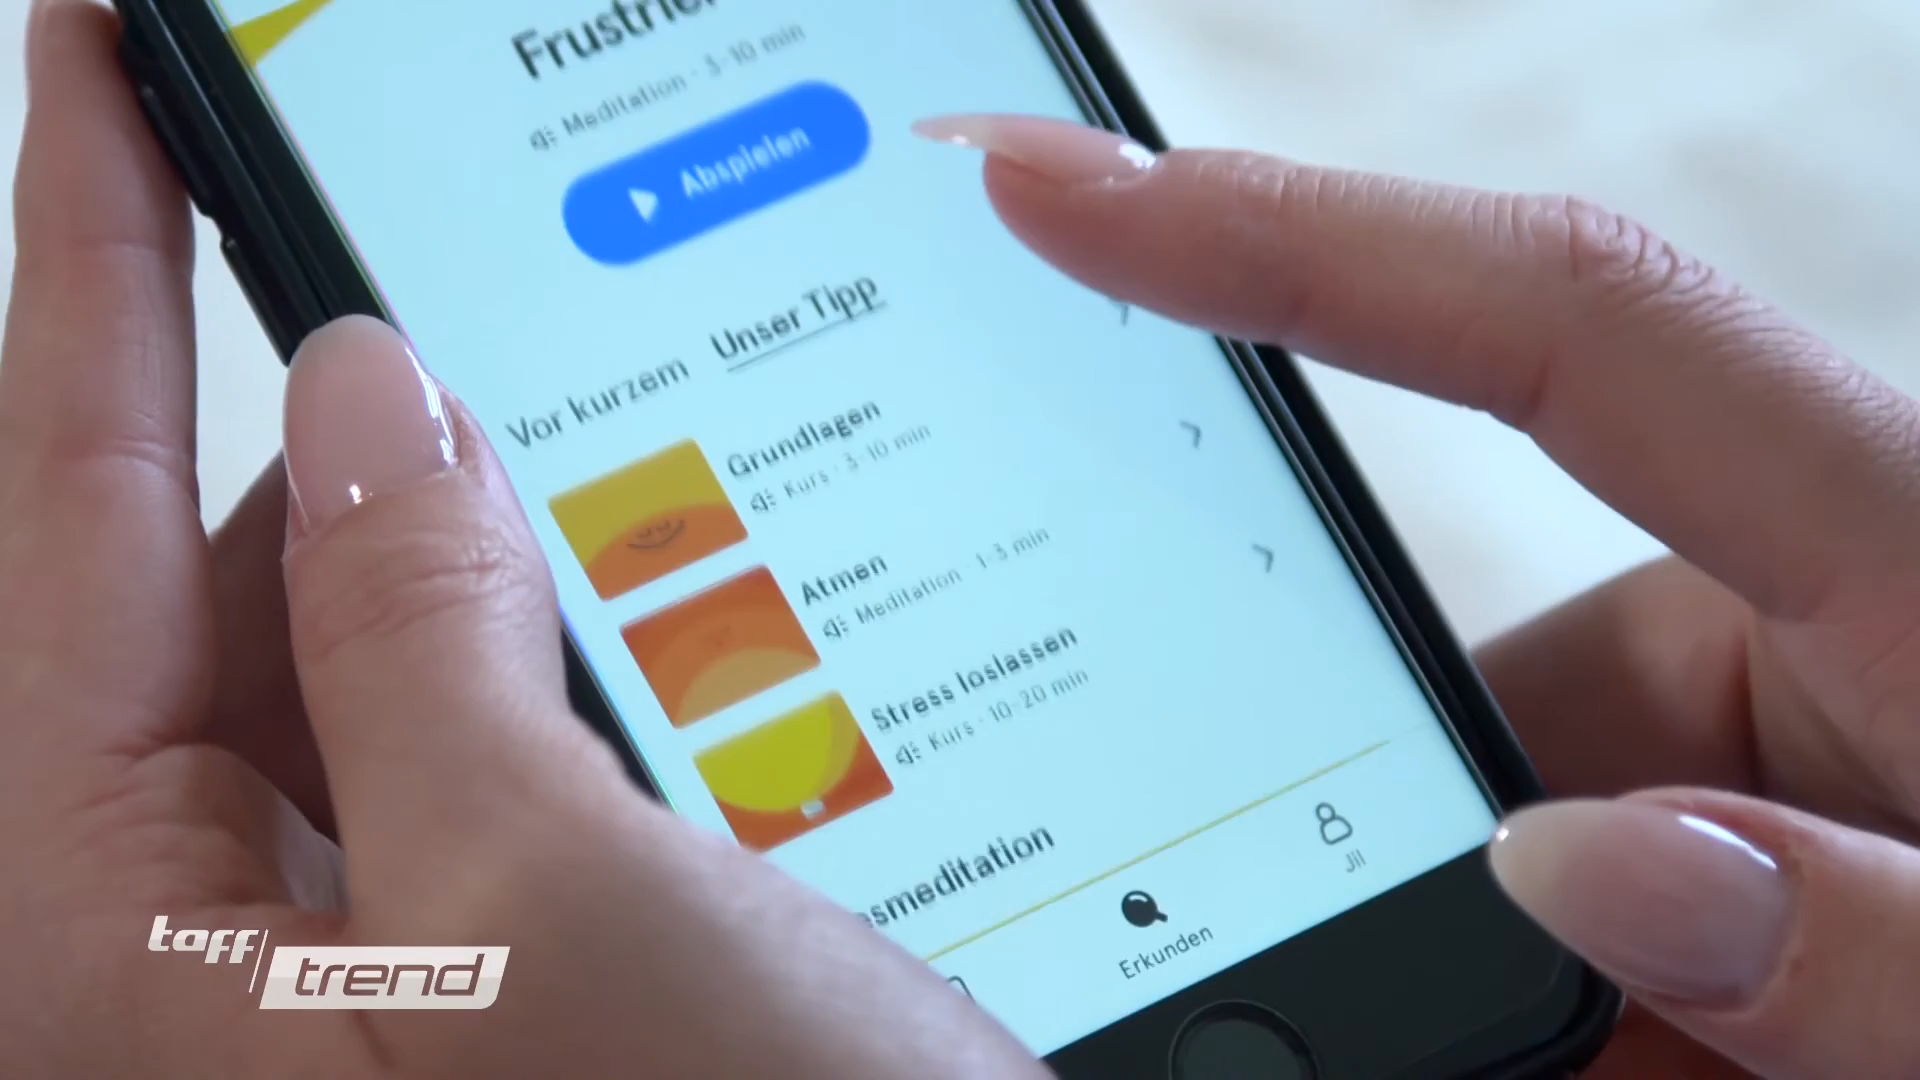 Meditation · 3-10 min
Abspielen
Vor kurzem Unser Tipp
Grundlagen
Kurs · 3-10 min
Atmen
Meditation · 1-3 min
Stress loslassen
Kurs · 10-20 min
esmeditation
Erkunden
Jil
taff
trend